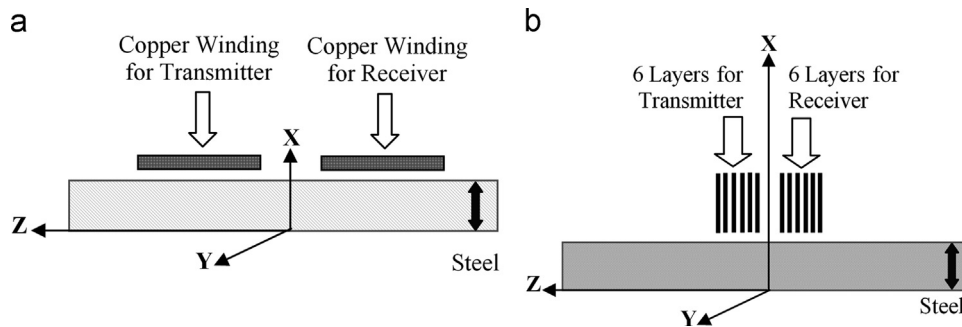 a
Copper Winding
for Transmitter
Copper Winding
for Receiver
X
Z
Y
Steel
b
X
6 Layers for
Transmitter
6 Layers for
Receiver
Z
Y
Steel